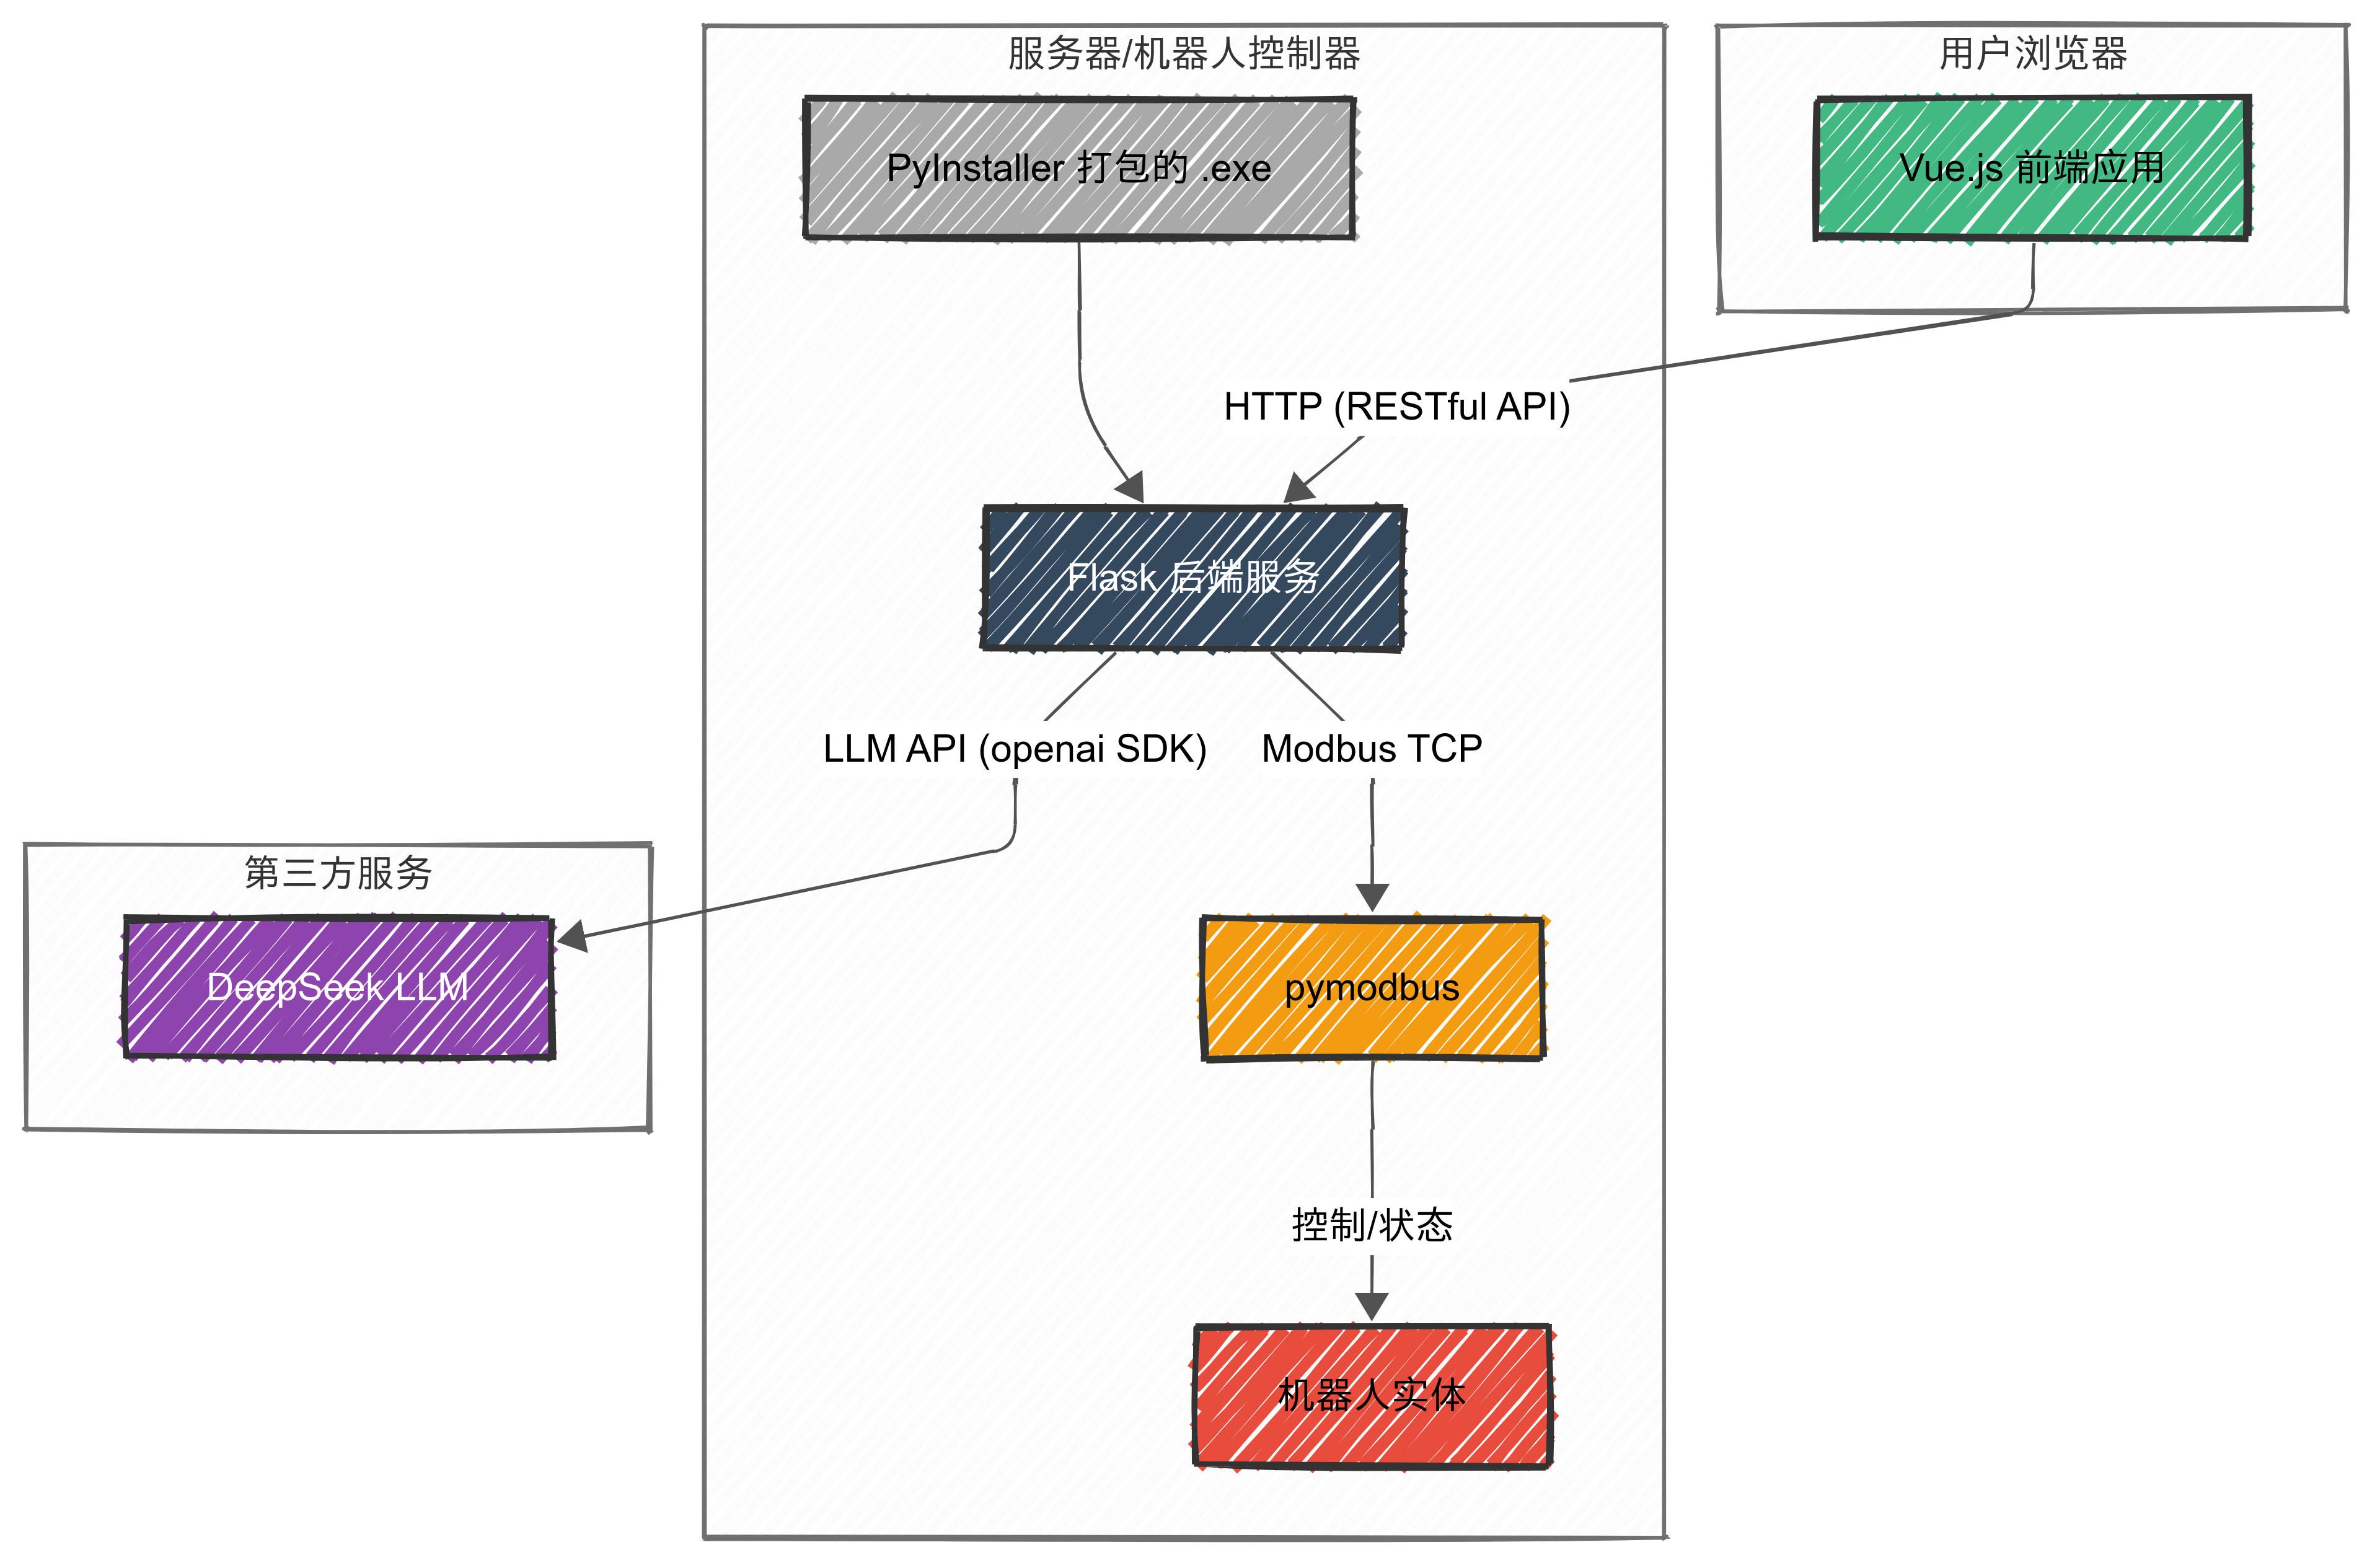 服务器/机器人控制器
用户浏览器
PyInstaller 打包的 .exe
Vue.js 前端应用
HTTP (RESTful API)
Flask 后端服务
LLM API (openai SDK)
Modbus TCP
第三方服务
DeepSeek LLM
pymodbus
控制/状态
机器人实体